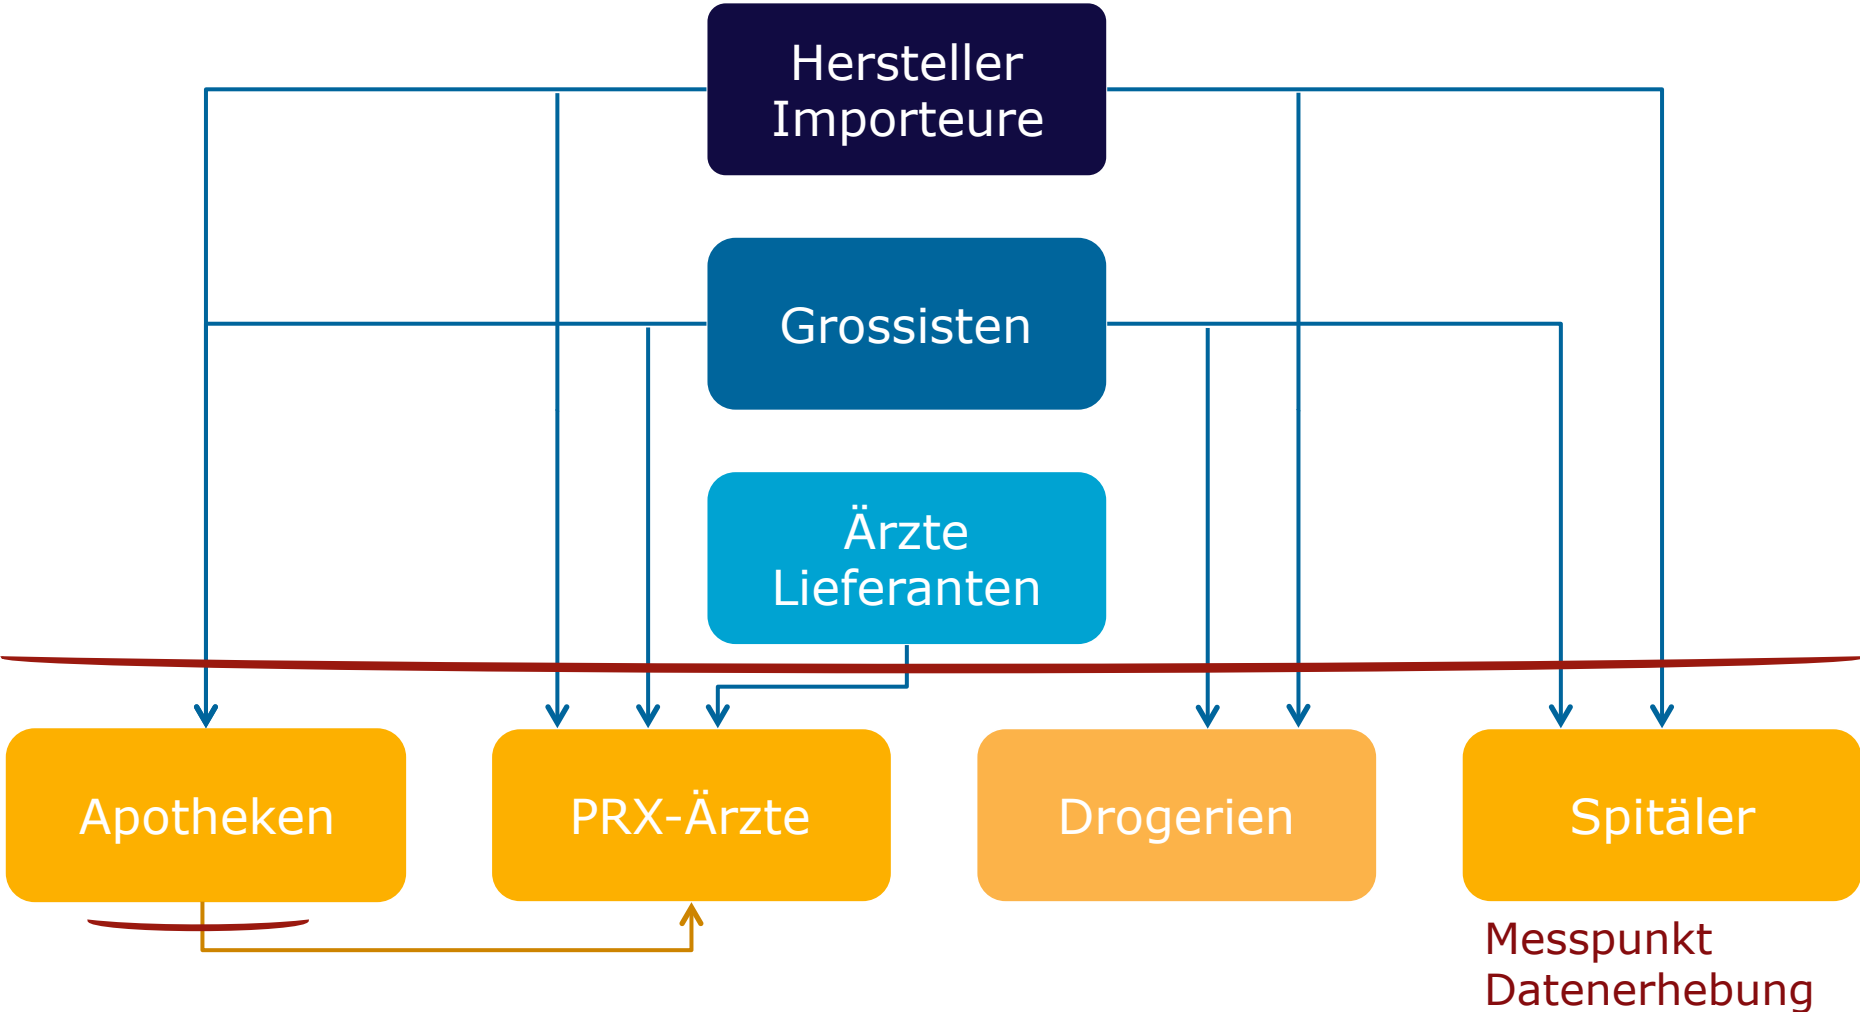 Hersteller
Importeure
Grossisten
Ärzte
Lieferanten
Apotheken
PRX-Ärzte
Drogerien
Spitäler
Messpunkt
Datenerhebung